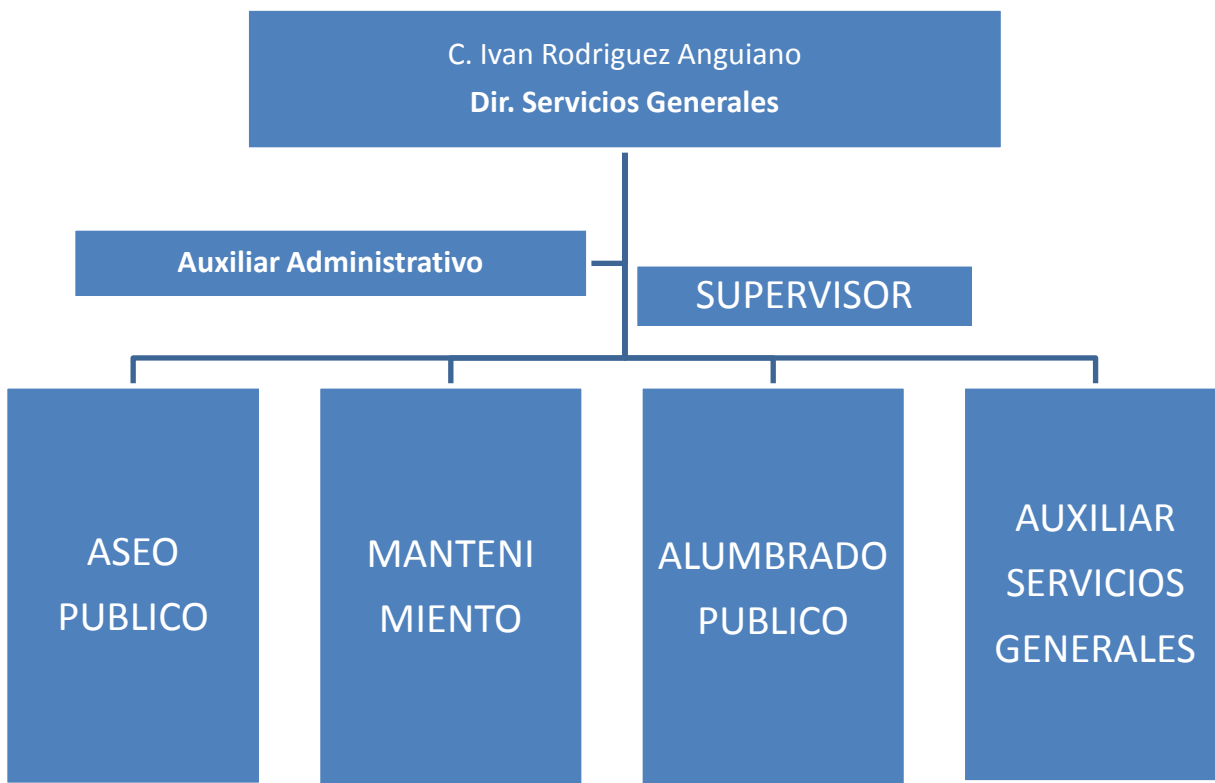 C. Ivan Rodriguez Anguiano
Dir. Servicios Generales
Auxiliar Administrativo
SUPERVISOR
ASEO
PUBLICO
MANTENI
MIENTO
ALUMBRADO
PUBLICO
AUXILIAR
SERVICIOS
GENERALES